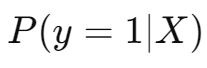 P(y = 1|X)